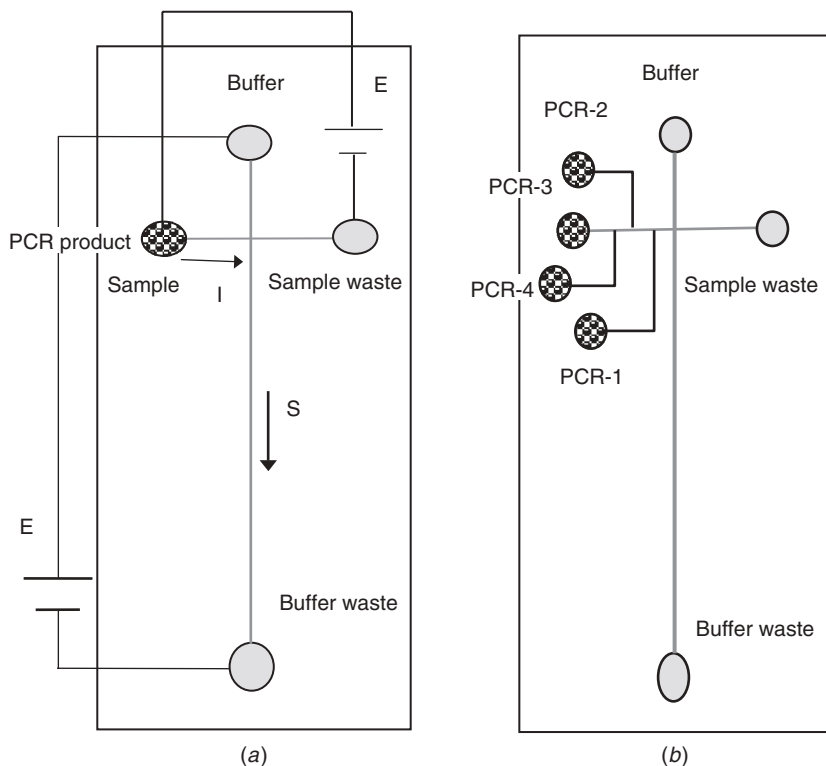 Buffer
E
PCR product
Sample
I
Sample waste
S
E
Buffer waste
(a)
Buffer
PCR-2
PCR-3
PCR-4
Sample waste
PCR-1
Buffer waste
(b)